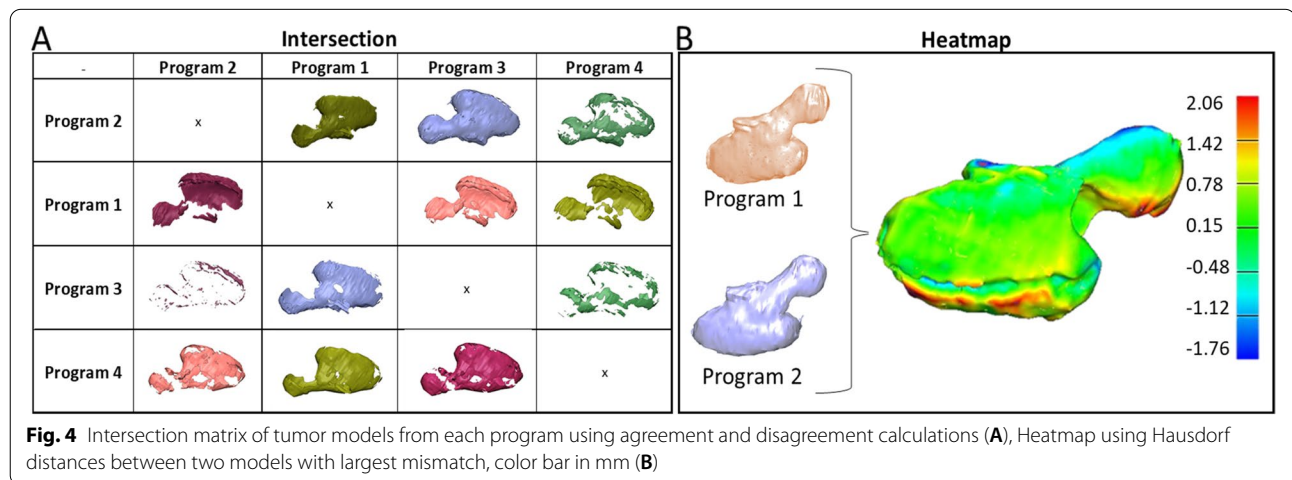 A
Intersection
- Program 2 Program 1 Program 3 Program 4
Program 2 x
Program 1 x
Program 3 x
Program 4 x
B
Heatmap
Program 1
Program 2
2.06
1.42
0.78
0.15
-0.48
-1.12
-1.76
Fig. 4 Intersection matrix of tumor models from each program using agreement and disagreement calculations (A), Heatmap using Hausdorf
distances between two models with largest mismatch, color bar in mm (B)